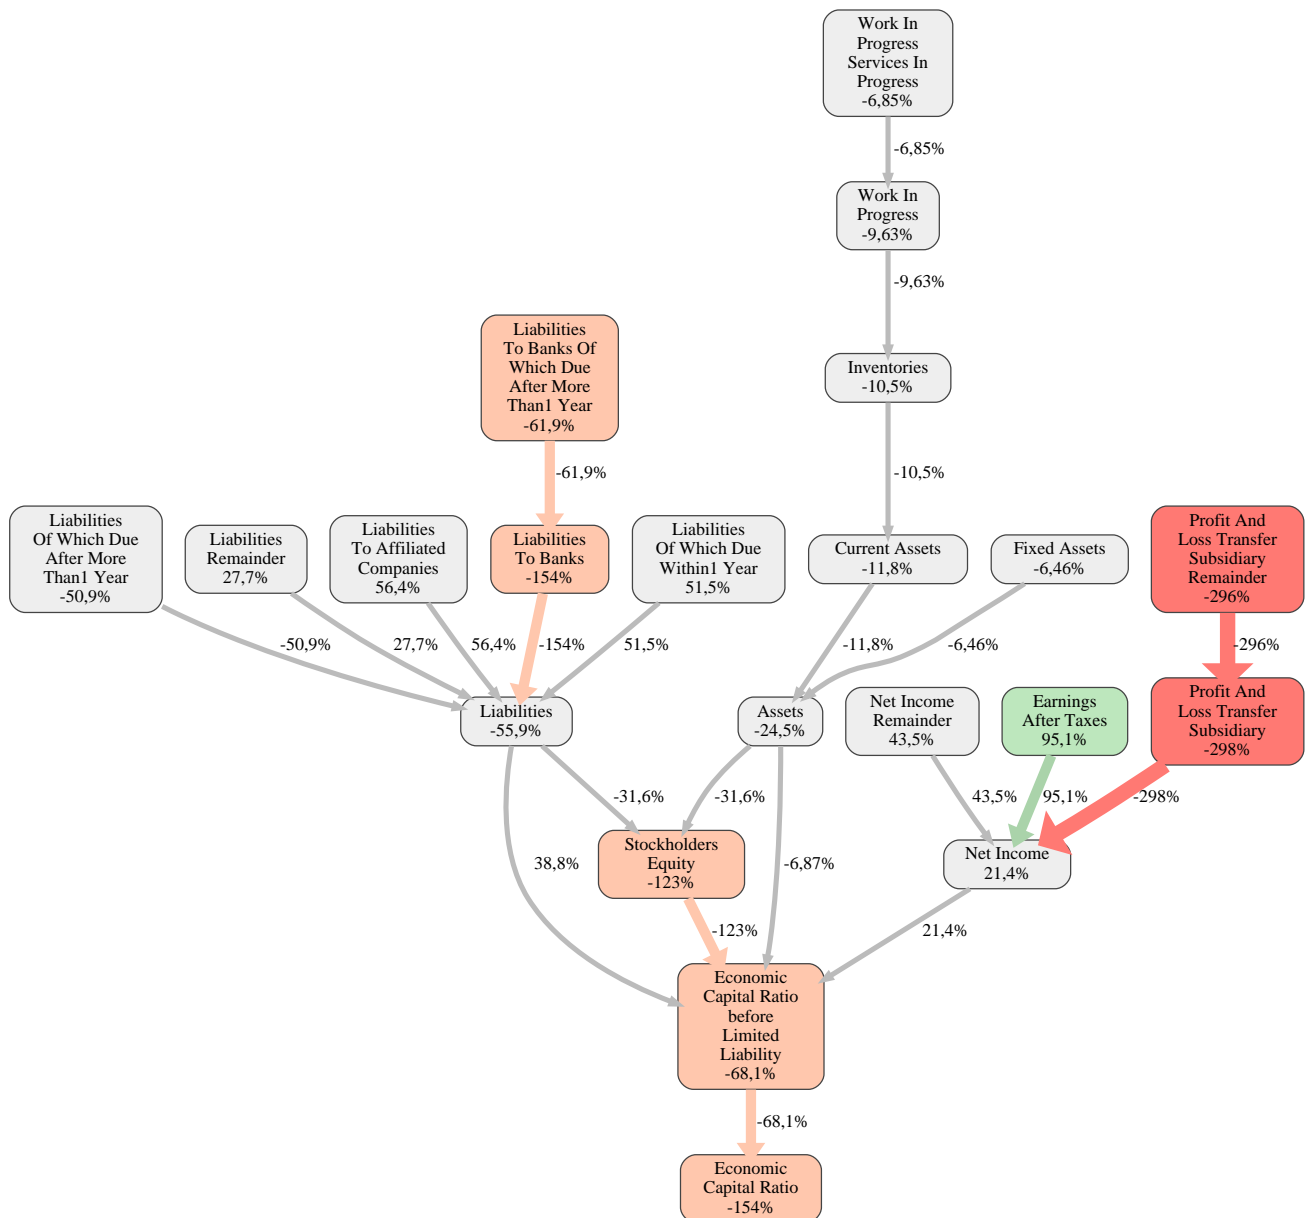 Work In
Progress
Services In
Progress
-6,85%
-6,85%
Work In
Progress
-9,63%
-9,63%
Liabilities
To Banks Of
Which Due
After More
Than1 Year
-61,9%
Inventories
-10,5%
-61,9%
-10,5%
Liabilities
Of Which Due
After More
Than1 Year
-50,9%
Liabilities
Remainder
27,7%
Liabilities
To Affiliated
Companies
56,4%
Liabilities
To Banks
-154%
Liabilities
Of Which Due
Within1 Year
51,5%
Current Assets
-11,8%
Fixed Assets
-6,46%
Profit And
Loss Transfer
Subsidiary
Remainder
-296%
-50,9%
27,7%
56,4%
-154%
51,5%
-11,8%
-6,46%
-296%
Liabilities
-55,9%
Assets
-24,5%
Net Income
Remainder
43,5%
Earnings
After Taxes
95,1%
Profit And
Loss Transfer
Subsidiary
-298%
-31,6%
-31,6%
43,5%
95,1%
-298%
Stockholders
Equity
-123%
Net Income
21,4%
38,8%
-6,87%
-123%
21,4%
Economic
Capital Ratio
before
Limited
Liability
-68,1%
-68,1%
Economic
Capital Ratio
-154%